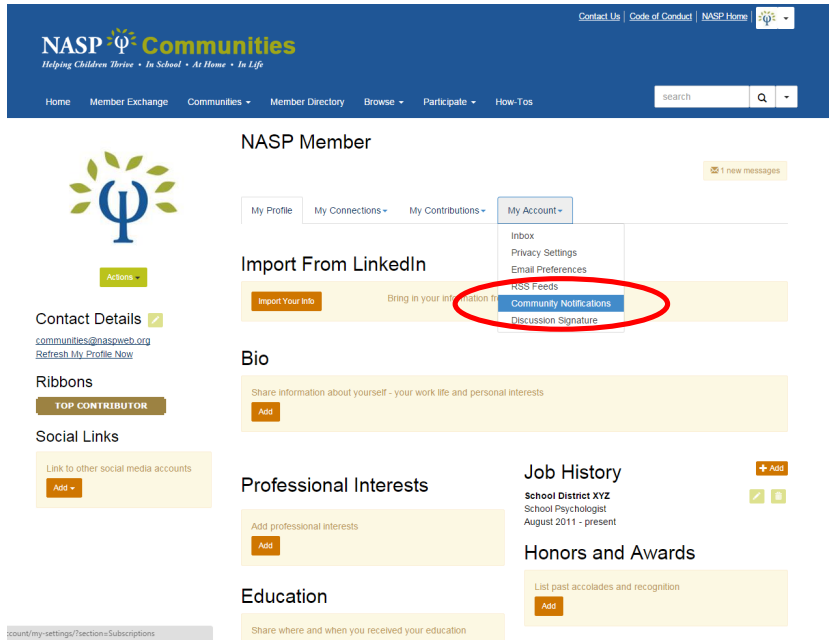 Contact Us | Code of Conduct | NASP Home
NASP Communities
Helping Children Thrive • In School • At Home • In Life
Home Member Exchange Communities Member Directory Browse Participate How-Tos
search
NASP Member
1 new messages
My Profile My Connections My Contributions My Account
Inbox
Privacy Settings
Email Preferences
RSS Feeds
Community Notifications
Discussion Signature
Actions
Contact Details
communities@naspweb.org
Refresh My Profile Now
Ribbons
TOP CONTRIBUTOR
Social Links
Link to other social media accounts
Add
Import From LinkedIn
Import Your Info Bring in your information
Bio
Share information about yourself - your work life and personal interests
Add
Professional Interests
Add professional interests
Add
Education
Share where and when you received your education
Job History
+ Add
School District XYZ
School Psychologist
August 2011 - present
Honors and Awards
List past accolades and recognition
Add
ccount/my-settings/?section=Subscriptions